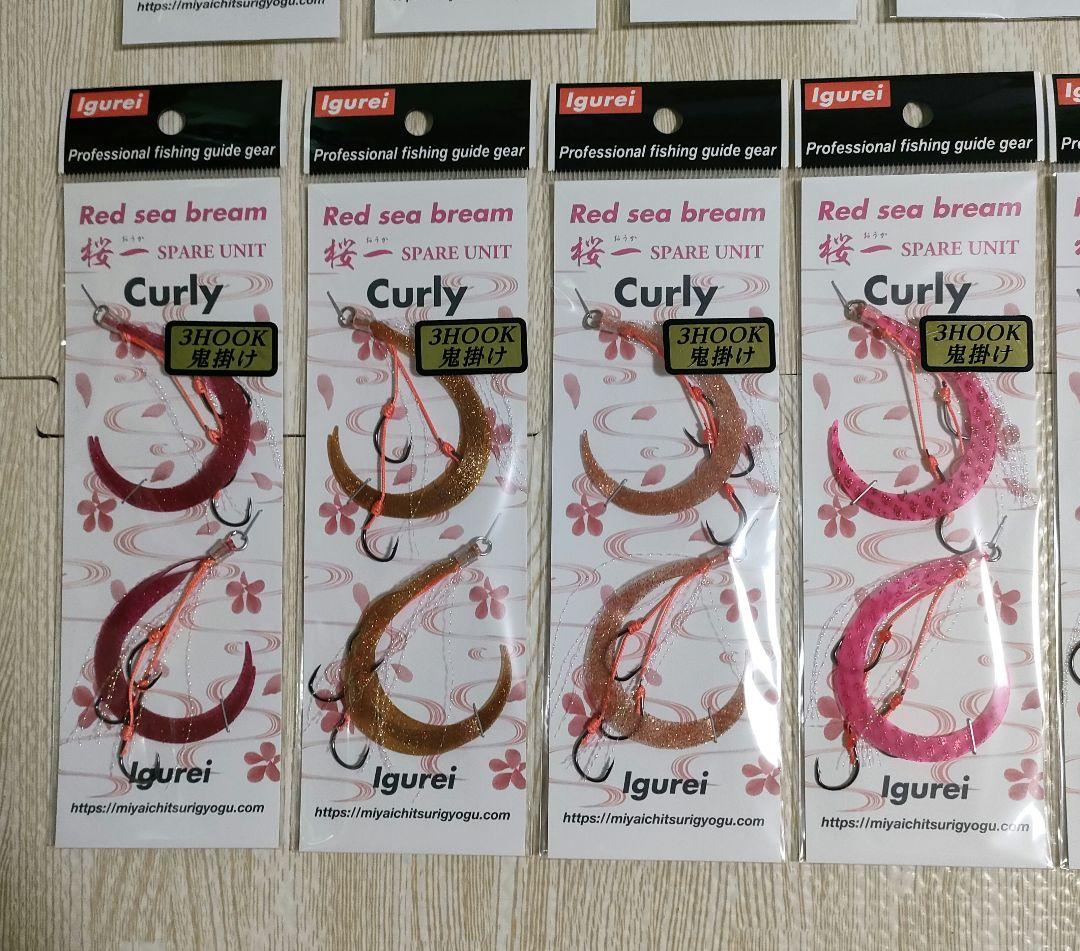 https://miyaichitsurigyogu.com
https://miyaichitsurigyogu.com
Igurei
Professional fishing guide gear
Red sea bream
おうか
桜一 SPARE UNIT
Curly
3HOOK
鬼掛け
Igurei
https://miyaichitsurigyogu.com
Igurei
Professional fishing guide gear
Red sea bream
おうか
桜一 SPARE UNIT
Curly
3HOOK
鬼掛け
Igurei
https://miyaichitsurigyogu.com
Igurei
Professional fishing guide gear
Red sea bream
おうか
桜一 SPARE UNIT
Curly
3HOOK
鬼掛け
Igurei
https://miyaichitsurigyogu.com
Igurei
Professional fishing guide gear
Red sea bream
おうか
桜一 SPARE UNIT
Curly
3HOOK
鬼掛け
Igurei
https://miyaichitsurigyogu.com